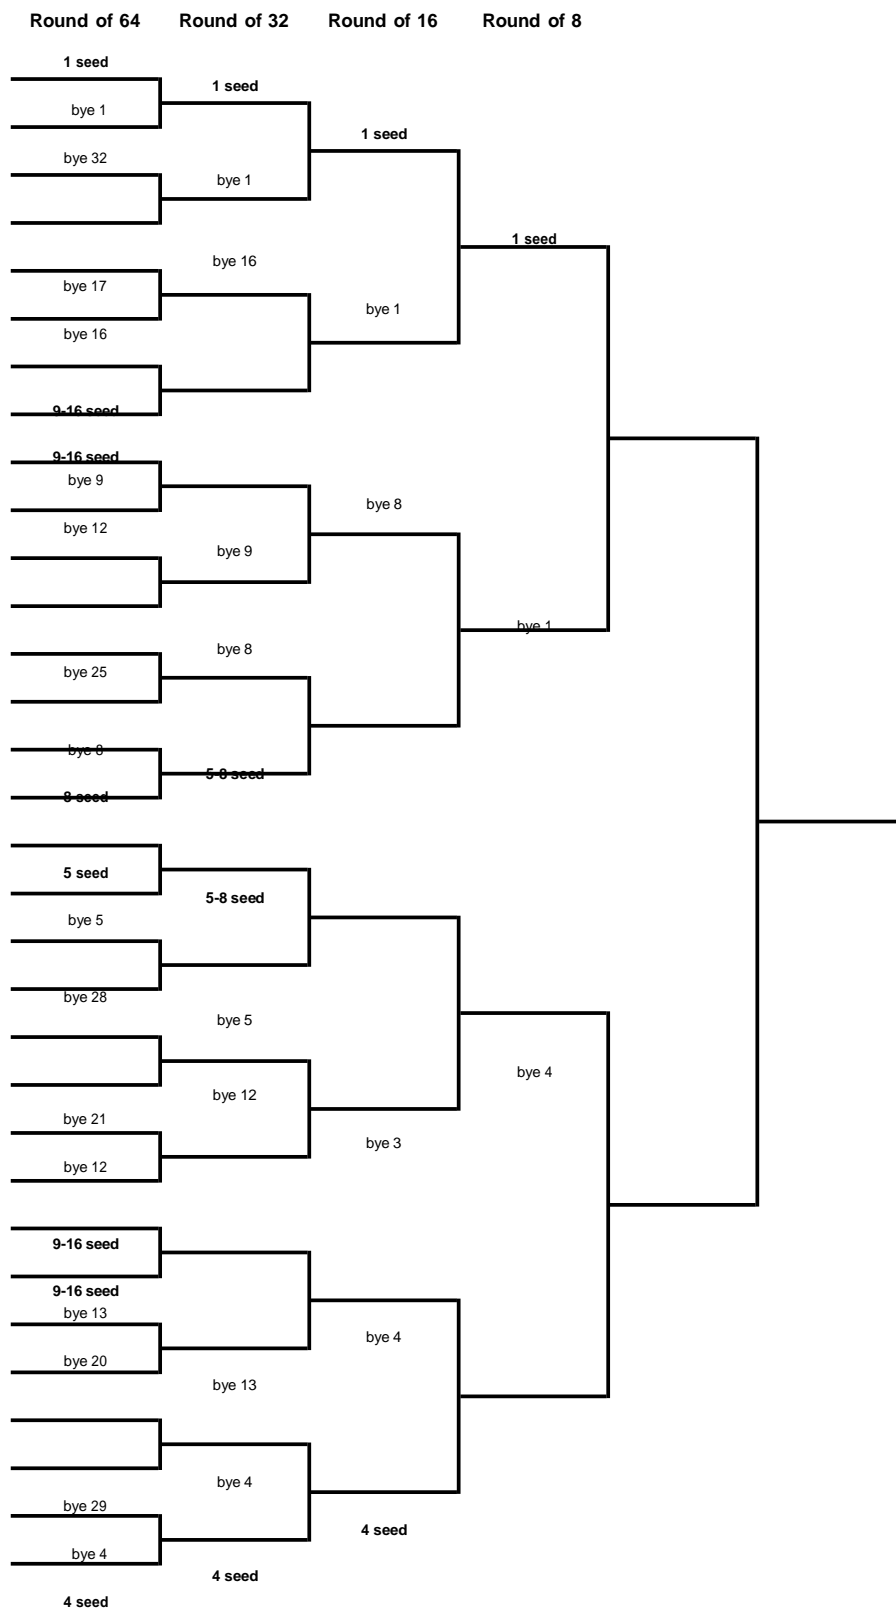 Round of 64 Round of 32 Round of 16 Round of 8
1 seed
1 seed
bye 1
1 seed
bye 32
bye 1
1 seed
bye 16
bye 17
bye 1
bye 16
9-16 seed
9-16 seed
bye 9
bye 8
bye 12
bye 9
bye 1
bye 8
bye 25
bye 8
5-8 seed
8 seed
5 seed
5-8 seed
bye 5
bye 28
bye 5
bye 4
bye 12
bye 21
bye 3
bye 12
9-16 seed
9-16 seed
bye 13
bye 4
bye 20
bye 13
bye 4
bye 29
4 seed
bye 4
4 seed
4 seed